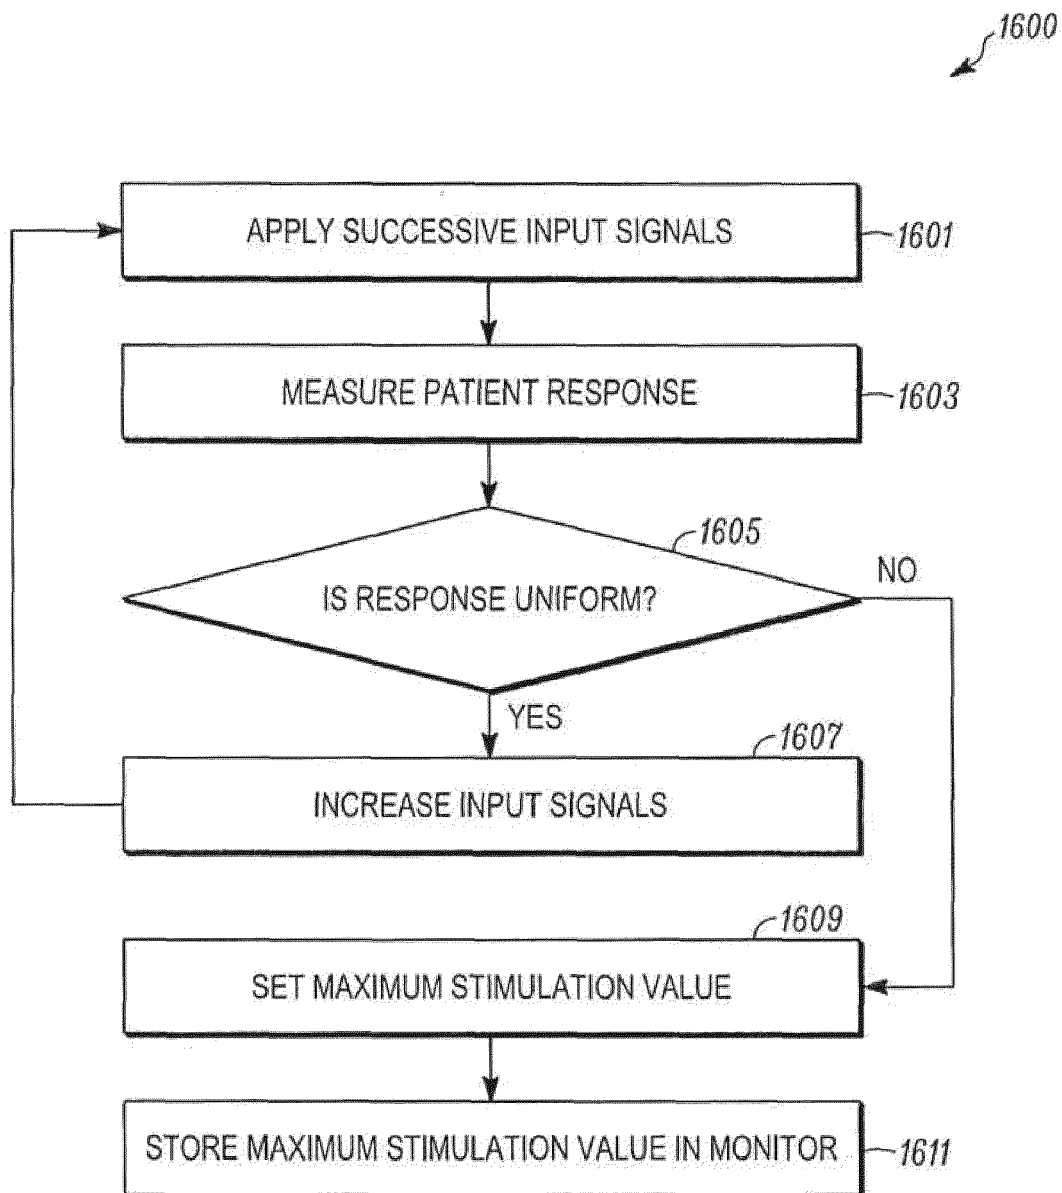 1600
APPLY SUCCESSIVE INPUT SIGNALS
1601
MEASURE PATIENT RESPONSE
1603
1605
IS RESPONSE UNIFORM?
NO
YES
1607
INCREASE INPUT SIGNALS
1609
SET MAXIMUM STIMULATION VALUE
STORE MAXIMUM STIMULATION VALUE IN MONITOR
1611